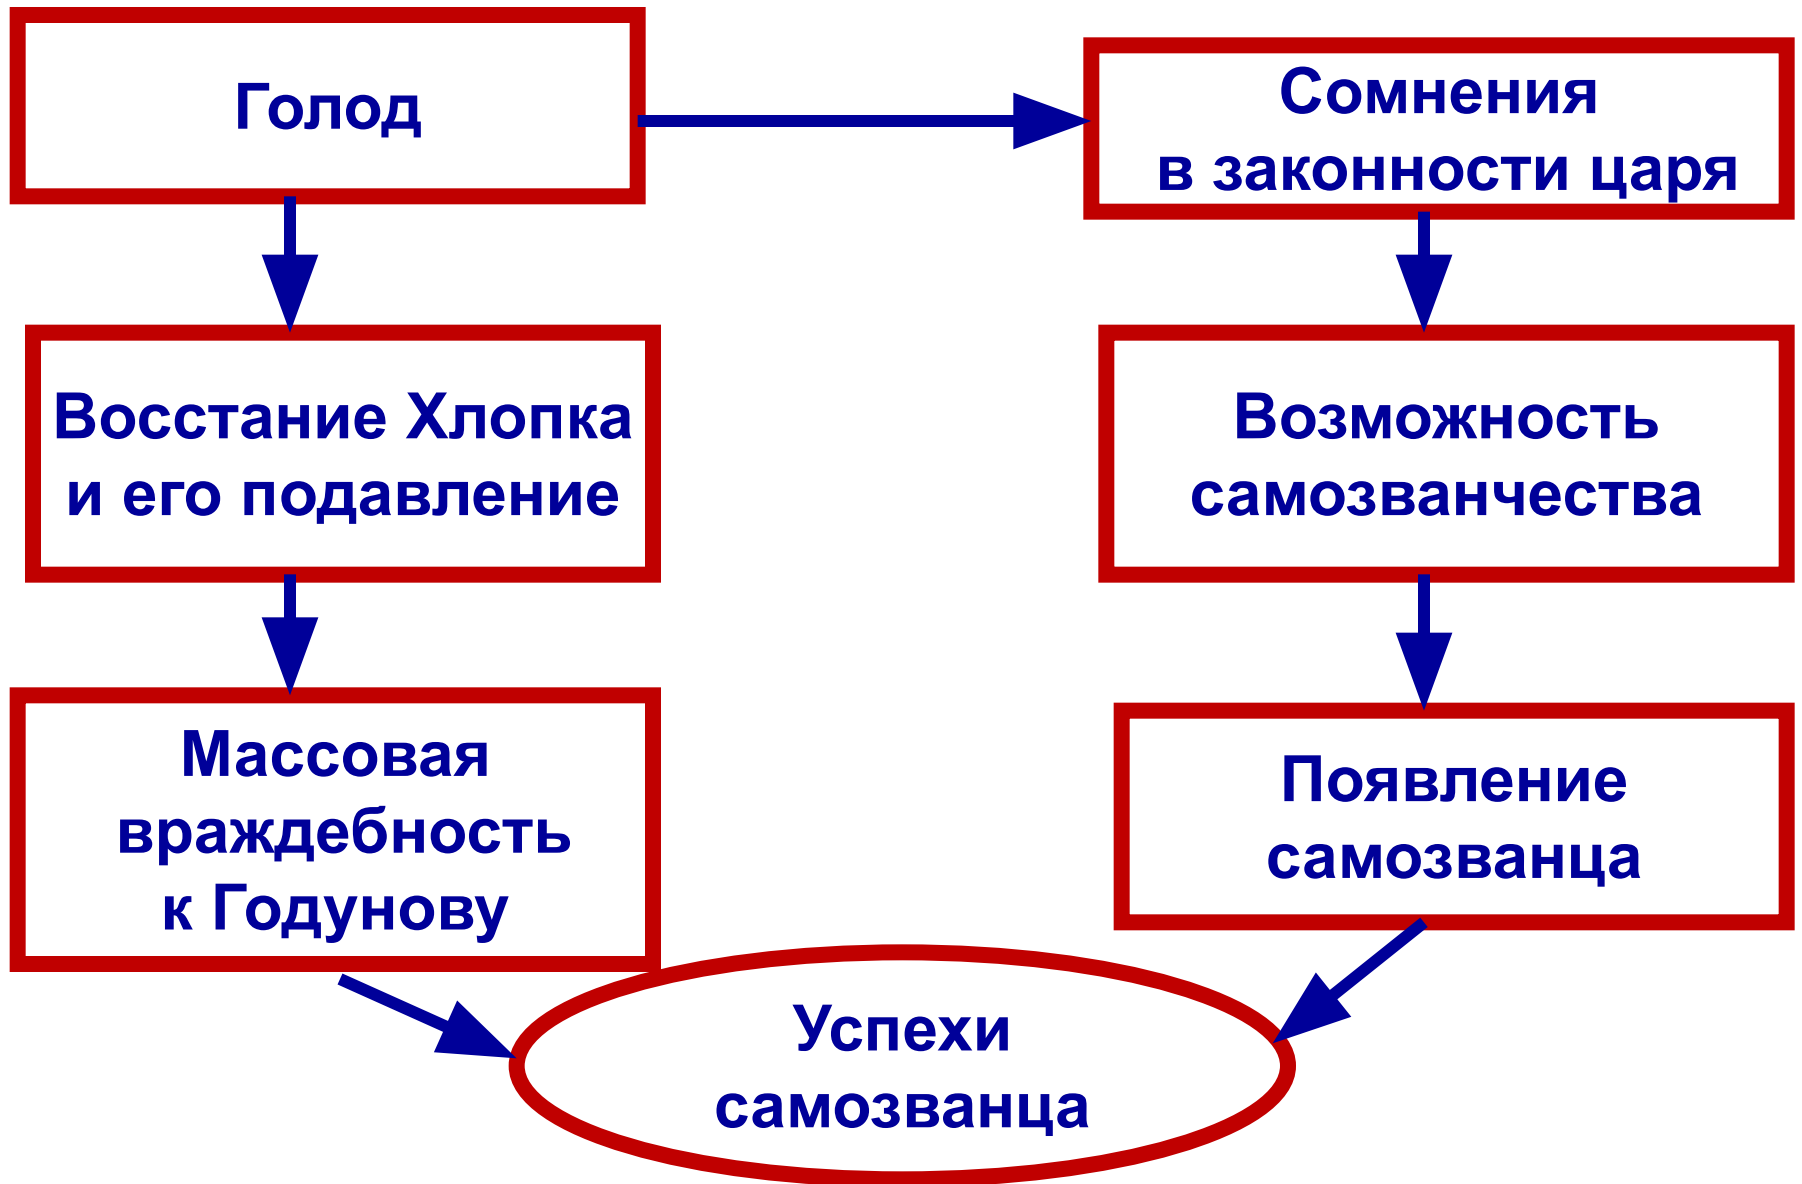 Голод
Сомнения
в законности царя
Восстание Хлопка
и его подавление
Возможность
самозванчества
Массовая
враждебность
к Годунову
Появление
самозванца
Успехи
самозванца